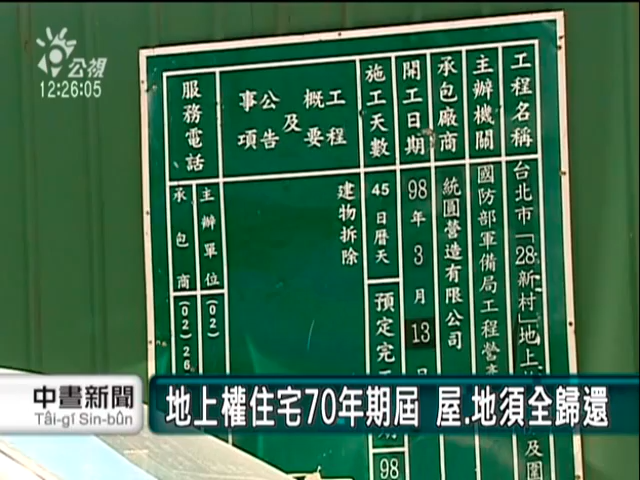 公視
12:26:05
工程名稱
台北市「28新村」地上
及圍
主辦機關
國防部軍備局工程營產
承包廠商
統圓營造有限公司
開工日期
98年3月13日
施工天數
45日曆天
預定完工
期
98
工程概要及公告事項
建物拆除
服務電話
主辦單位
(02)
承包商
(02)26
中晝新聞
Tâi-gí Sin-bûn
地上權住宅70年期屆 屋.地須全歸還